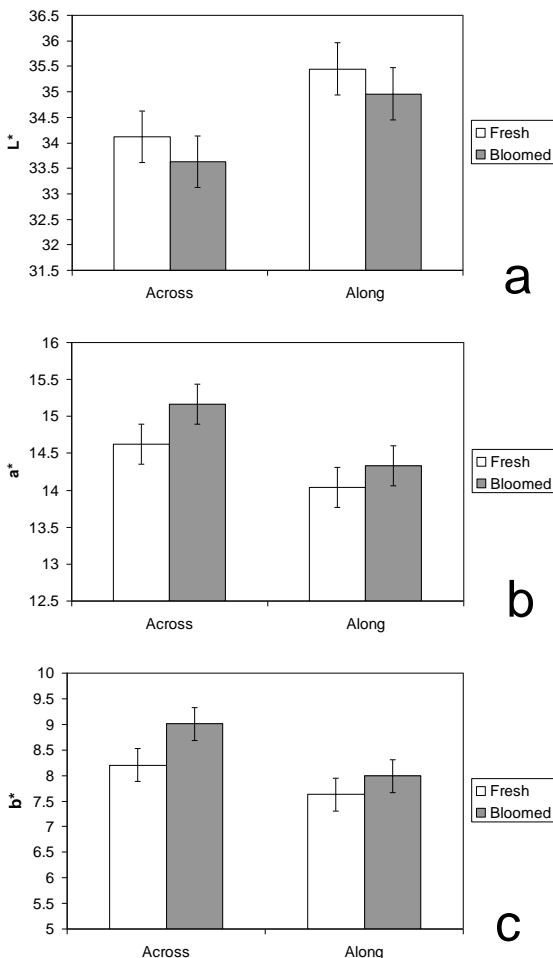 36.5
36
35.5
35
34.5
34
33.5
33
32.5
32
31.5
L*
Across Along
Fresh
Bloomed
a
16
15.5
15
14.5
14
13.5
13
12.5
a*
Across Along
Fresh
Bloomed
b
10
9.5
9
8.5
8
7.5
7
6.5
6
5.5
5
b*
Across Along
Fresh
Bloomed
c